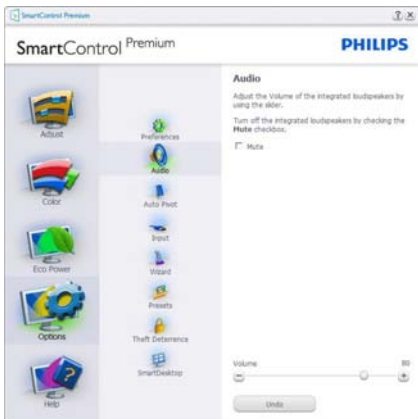 SmartControl Premium
SmartControl Premium
PHILIPS
Adjust
Color
Eco Power
Options
Help
Preferences
Audio
Auto Pivot
Input
Wizard
Presets
Theft Deterrence
SmartDesktop
Audio
Adjust the Volume of the integrated loudspeakers by
using the slider.
Turn off the integrated loudspeakers by checking the
Mute checkbox.
Mute
Volume 80
Undo